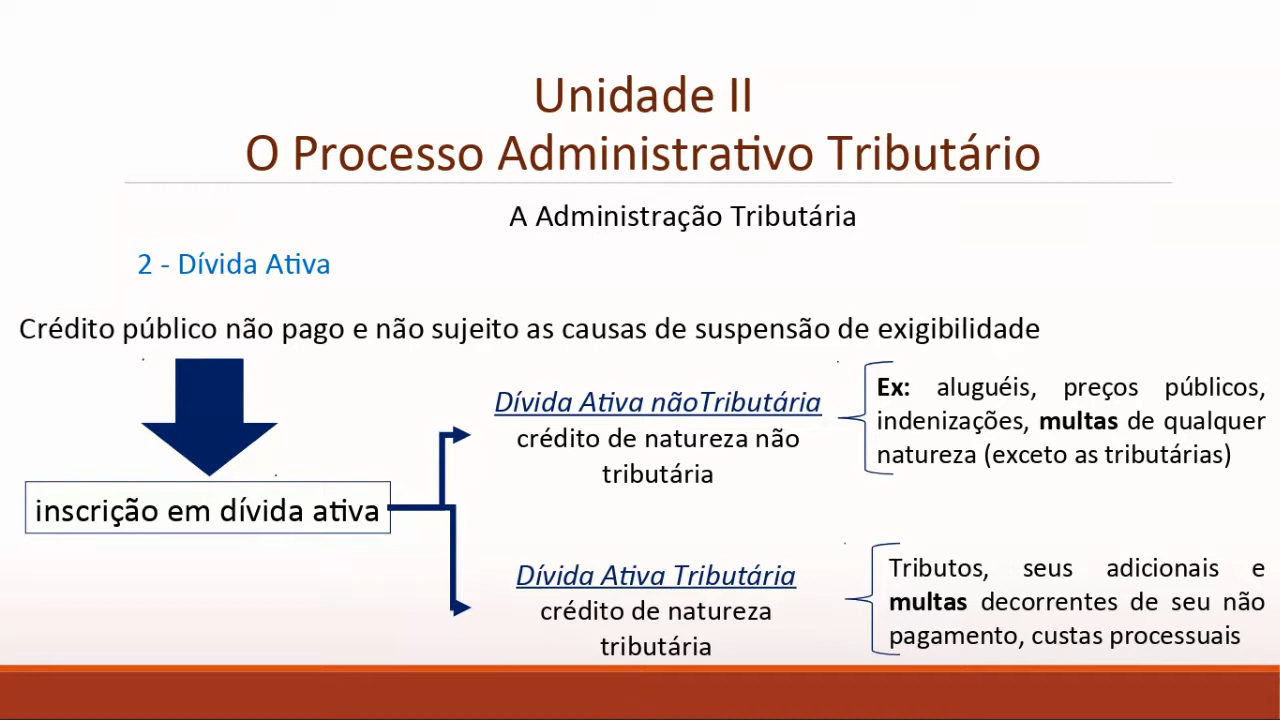 Unidade II
O Processo Administrativo Tributário
A Administração Tributária
2 - Dívida Ativa
Crédito público não pago e não sujeito as causas de suspensão de exigibilidade
inscrição em dívida ativa
Dívida Ativa nãoTributária
crédito de natureza não
tributária
Ex: aluguéis, preços públicos,
indenizações, multas de qualquer
natureza (exceto as tributárias)
Dívida Ativa Tributária
crédito de natureza
tributária
Tributos, seus adicionais e
multas decorrentes de seu não
pagamento, custas processuais